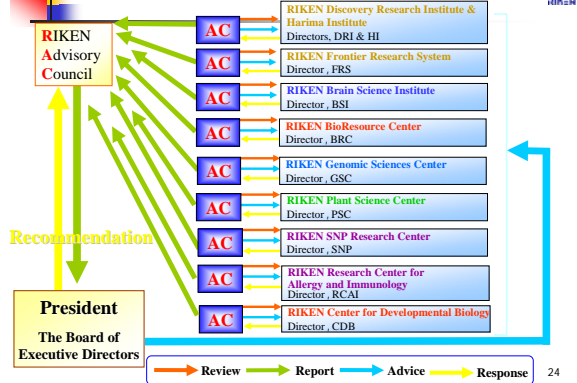 RIKEN
RIKEN
Advisory
Council
AC
RIKEN Discovery Research Institute &
Harima Institute
Directors, DRI & HI
AC
RIKEN Frontier Research System
Director , FRS
AC
RIKEN Brain Science Institute
Director , BSI
AC
RIKEN BioResource Center
Director , BRC
AC
RIKEN Genomic Sciences Center
Director , GSC
AC
RIKEN Plant Science Center
Director , PSC
AC
RIKEN SNP Research Center
Director , SNP
AC
RIKEN Research Center for
Allergy and Immunology
Director , RCAI
AC
RIKEN Center for Developmental Biology
Director , CDB
Recommendation
President
The Board of
Executive Directors
Review
Report
Advice
Response
24